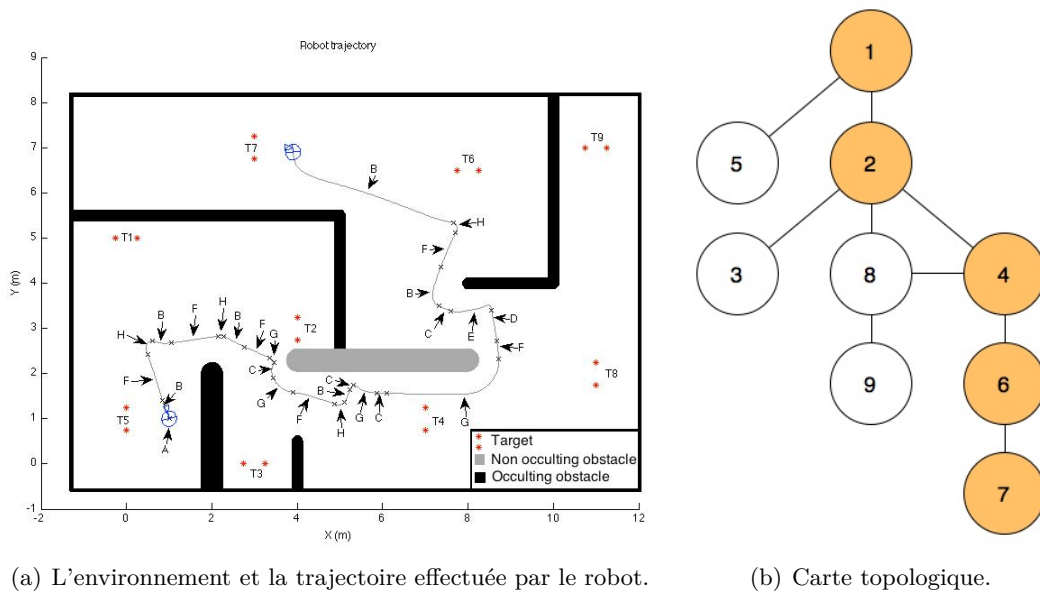 Robot trajectory
9
8
7
6
5
4
3
2
1
0
-1
Y (m)
-2
0
2
4
6
8
10
12
X (m)
T7
T6
T9
T1
T2
T5
T3
T4
T8
B
H
F
B
C
E
D
F
H
B
F
H
B
F
G
C
G
F
H
B
C
G
C
G
F
B
A
Target
Non occulting obstacle
Occulting obstacle
1
5
2
3
8
4
9
6
7
(a) L'environnement et la trajectoire effectuée par le robot.
(b) Carte topologique.